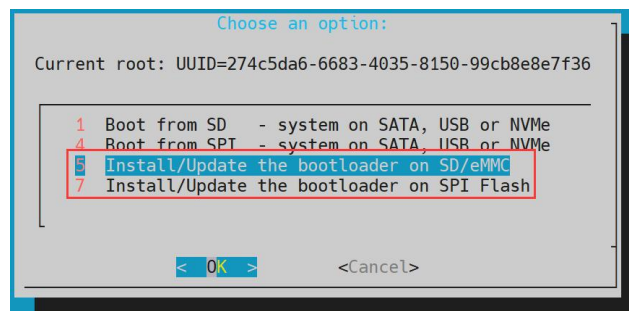 Choose an option:
Current root: UUID=274c5da6-6683-4035-8150-99cb8e8e7f36
1 Boot from SD - system on SATA, USB or NVMe
4 Boot from SPI - system on SATA, USB or NVMe
5 Install/Update the bootloader on SD/eMMC
7 Install/Update the bootloader on SPI Flash
< OK > <Cancel>